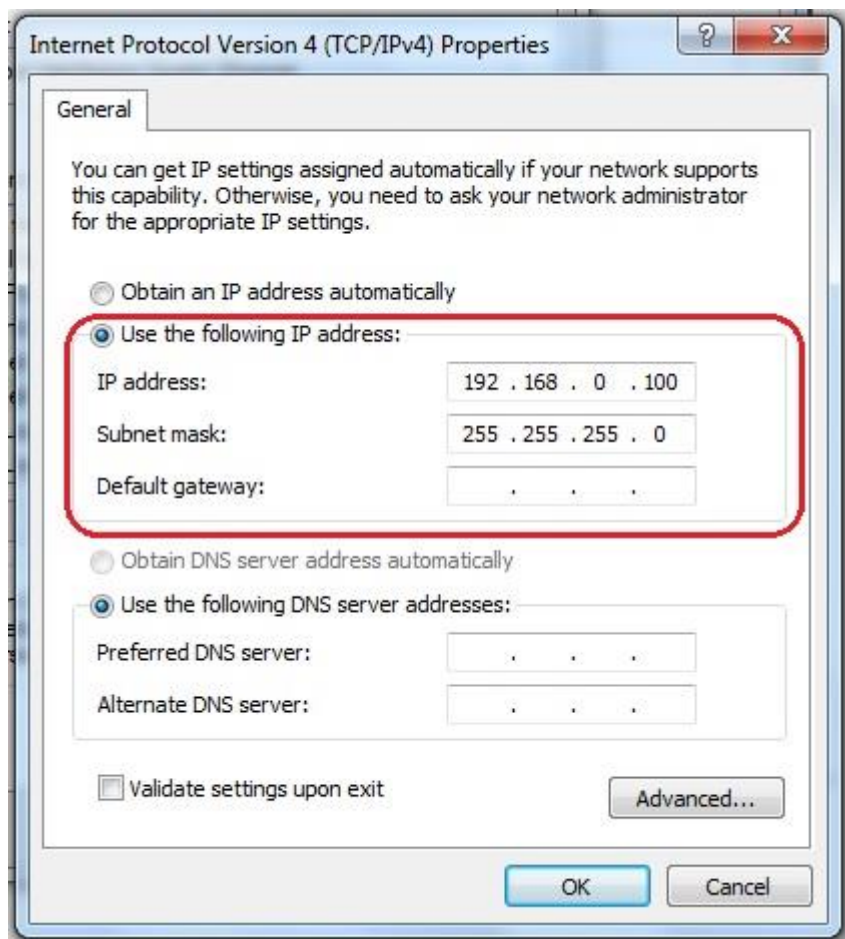 Internet Protocol Version 4 (TCP/IPv4) Properties
General
You can get IP settings assigned automatically if your network supports
this capability. Otherwise, you need to ask your network administrator
for the appropriate IP settings.
Obtain an IP address automatically
Use the following IP address:
IP address: 192 . 168 . 0 . 100
Subnet mask: 255 . 255 . 255 . 0
Default gateway: . . .
Obtain DNS server address automatically
Use the following DNS server addresses:
Preferred DNS server: . . .
Alternate DNS server: . . .
Validate settings upon exit
Advanced...
OK Cancel